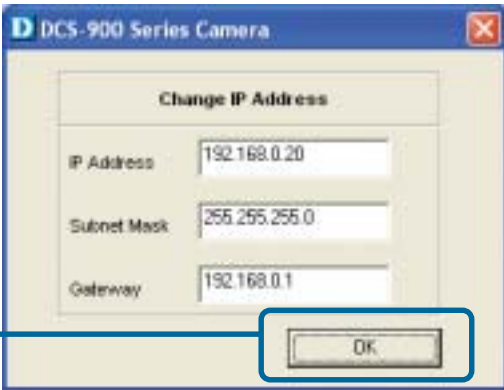 D DCS-900 Series Camera
Change IP Address
IP Address 192.168.0.20
Subnet Mask 255.255.255.0
Gateway 192.168.0.1
OK